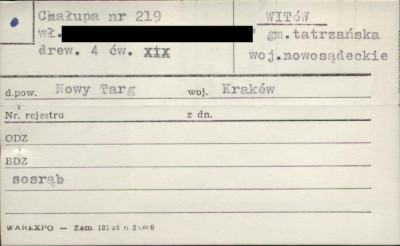 Chałupa nr 219 WITÓW
wł. gm.tatrzańska
drew. 4 ćw. XIX woj.nowosądeckie
d.pow. Nowy Targ woj. Kraków
Nr. rejestru z dn.
ODZ
BDZ
sosrąb
WAREXPO — Zam.